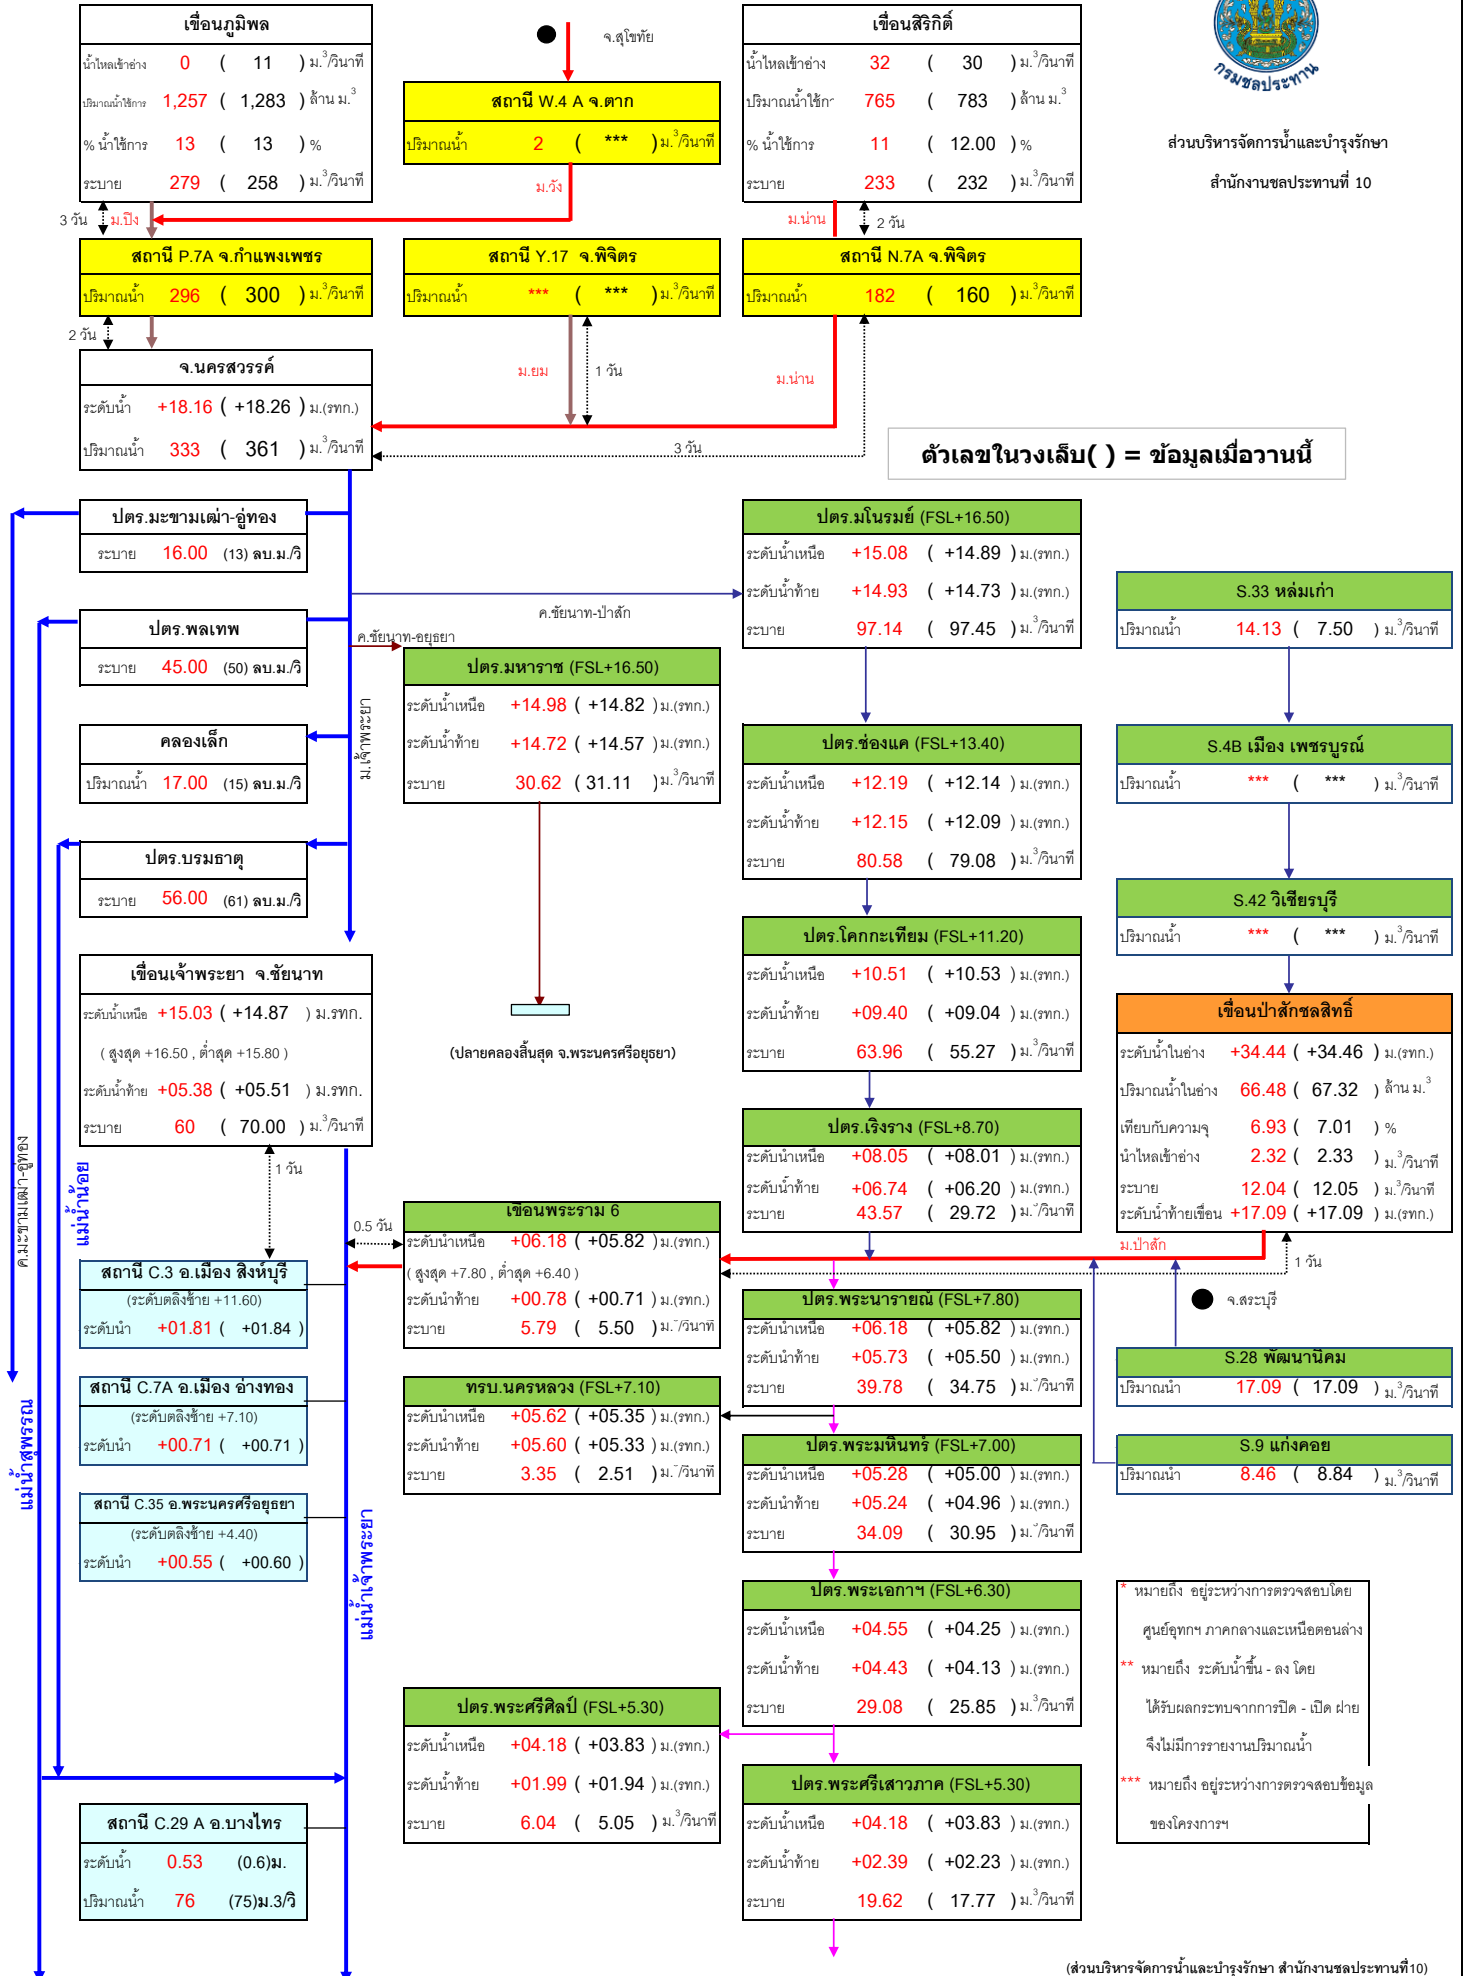 เขื่อนภูมิพล
น้ำไหลเข้าอ่าง 0 ( 11 ) ม.³/วินาที
ปริมาณน้ำใช้การ 1,257 ( 1,283 ) ล้าน ม.³
% น้ำใช้การ 13 ( 13 ) %
ระบาย 279 ( 258 ) ม.³/วินาที
จ.สุโขทัย
สถานี W.4 A จ.ตาก
ปริมาณน้ำ 2 ( *** ) ม.³/วินาที
ม.วัง
เขื่อนสิริกิติ์
น้ำไหลเข้าอ่าง 32 ( 30 ) ม.³/วินาที
ปริมาณน้ำใช้กา 765 ( 783 ) ล้าน ม.³
% น้ำใช้การ 11 ( 12.00 ) %
ระบาย 233 ( 232 ) ม.³/วินาที
กรมชลประทาน
ส่วนบริหารจัดการน้ำและบำรุงรักษา
สำนักงานชลประทานที่ 10
3 วัน ม.ปิง
ม.น่าน 2 วัน
สถานี P.7A จ.กำแพงเพชร
ปริมาณน้ำ 296 ( 300 ) ม.³/วินาที
สถานี Y.17 จ.พิจิตร
ปริมาณน้ำ *** ( *** ) ม.³/วินาที
สถานี N.7A จ.พิจิตร
ปริมาณน้ำ 182 ( 160 ) ม.³/วินาที
2 วัน
ม.ยม 1 วัน
ม.น่าน
จ.นครสวรรค์
ระดับน้ำ +18.16 ( +18.26 ) ม.(รทก.)
ปริมาณน้ำ 333 ( 361 ) ม.³/วินาที
3 วัน
ตัวเลขในวงเล็บ( ) = ข้อมูลเมื่อวานนี้
ปตร.มะขามเฒ่า-อู่ทอง
ระบาย 16.00 (13) ลบ.ม./วิ
ปตร.พลเทพ
ระบาย 45.00 (50) ลบ.ม./วิ
คลองเล็ก
ปริมาณน้ำ 17.00 (15) ลบ.ม./วิ
ปตร.บรมธาตุ
ระบาย 56.00 (61) ลบ.ม./วิ
ม.เจ้าพระยา
ค.ชัยนาท-ป่าสัก
ค.ชัยนาท-อยุธยา
ปตร.มหาราช (FSL+16.50)
ระดับน้ำเหนือ +14.98 ( +14.82 ) ม.(รทก.)
ระดับน้ำท้าย +14.72 ( +14.57 ) ม.(รทก.)
ระบาย 30.62 ( 31.11 ) ม.³/วินาที
(ปลายคลองสิ้นสุด จ.พระนครศรีอยุธยา)
ปตร.มโนรมย์ (FSL+16.50)
ระดับน้ำเหนือ +15.08 ( +14.89 ) ม.(รทก.)
ระดับน้ำท้าย +14.93 ( +14.73 ) ม.(รทก.)
ระบาย 97.14 ( 97.45 ) ม.³/วินาที
ปตร.ช่องแค (FSL+13.40)
ระดับน้ำเหนือ +12.19 ( +12.14 ) ม.(รทก.)
ระดับน้ำท้าย +12.15 ( +12.09 ) ม.(รทก.)
ระบาย 80.58 ( 79.08 ) ม.³/วินาที
ปตร.โคกกะเทียม (FSL+11.20)
ระดับน้ำเหนือ +10.51 ( +10.53 ) ม.(รทก.)
ระดับน้ำท้าย +09.40 ( +09.04 ) ม.(รทก.)
ระบาย 63.96 ( 55.27 ) ม.³/วินาที
ปตร.เริงราง (FSL+8.70)
ระดับน้ำเหนือ +08.05 ( +08.01 ) ม.(รทก.)
ระดับน้ำท้าย +06.74 ( +06.20 ) ม.(รทก.)
ระบาย 43.57 ( 29.72 ) ม.³/วินาที
S.33 หล่มเก่า
ปริมาณน้ำ 14.13 ( 7.50 ) ม.³/วินาที
S.4B เมือง เพชรบูรณ์
ปริมาณน้ำ *** ( *** ) ม.³/วินาที
S.42 วิเชียรบุรี
ปริมาณน้ำ *** ( *** ) ม.³/วินาที
เขื่อนป่าสักชลสิทธิ์
ระดับน้ำในอ่าง +34.44 ( +34.46 ) ม.(รทก.)
ปริมาณน้ำในอ่าง 66.48 ( 67.32 ) ล้าน ม.³
เทียบกับความจุ 6.93 ( 7.01 ) %
น้ำไหลเข้าอ่าง 2.32 ( 2.33 ) ม.³/วินาที
ระบาย 12.04 ( 12.05 ) ม.³/วินาที
ระดับน้ำท้ายเขื่อน +17.09 ( +17.09 ) ม.(รทก.)
เขื่อนเจ้าพระยา จ.ชัยนาท
ระดับน้ำเหนือ +15.03 ( +14.87 ) ม.รทก.
( สูงสุด +16.50 , ต่ำสุด +15.80 )
ระดับน้ำท้าย +05.38 ( +05.51 ) ม.รทก.
ระบาย 60 ( 70.00 ) ม.³/วินาที
1 วัน
ค.มะขามเฒ่า-อู่ทอง
แม่น้ำน้อย
แม่น้ำสุพรรณ
แม่น้ำเจ้าพระยา
0.5 วัน
เขื่อนพระราม 6
ระดับน้ำเหนือ +06.18 ( +05.82 ) ม.(รทก.)
( สูงสุด +7.80 , ต่ำสุด +6.40 )
ระดับน้ำท้าย +00.78 ( +00.71 ) ม.(รทก.)
ระบาย 5.79 ( 5.50 ) ม.³/วินาที
ม.ป่าสัก
1 วัน
จ.สระบุรี
สถานี C.3 อ.เมือง สิงห์บุรี
(ระดับตลิ่งซ้าย +11.60)
ระดับน้ำ +01.81 ( +01.84 )
สถานี C.7A อ.เมือง อ่างทอง
(ระดับตลิ่งซ้าย +7.10)
ระดับน้ำ +00.71 ( +00.71 )
สถานี C.35 อ.พระนครศรีอยุธยา
(ระดับตลิ่งซ้าย +4.40)
ระดับน้ำ +00.55 ( +00.60 )
ทรบ.นครหลวง (FSL+7.10)
ระดับน้ำเหนือ +05.62 ( +05.35 ) ม.(รทก.)
ระดับน้ำท้าย +05.60 ( +05.33 ) ม.(รทก.)
ระบาย 3.35 ( 2.51 ) ม.³/วินาที
ปตร.พระนารายณ์ (FSL+7.80)
ระดับน้ำเหนือ +06.18 ( +05.82 ) ม.(รทก.)
ระดับน้ำท้าย +05.73 ( +05.50 ) ม.(รทก.)
ระบาย 39.78 ( 34.75 ) ม.³/วินาที
ปตร.พระมหินทร์ (FSL+7.00)
ระดับน้ำเหนือ +05.28 ( +05.00 ) ม.(รทก.)
ระดับน้ำท้าย +05.24 ( +04.96 ) ม.(รทก.)
ระบาย 34.09 ( 30.95 ) ม.³/วินาที
S.28 พัฒนานิคม
ปริมาณน้ำ 17.09 ( 17.09 ) ม.³/วินาที
S.9 แก่งคอย
ปริมาณน้ำ 8.46 ( 8.84 ) ม.³/วินาที
ปตร.พระเอกาฯ (FSL+6.30)
ระดับน้ำเหนือ +04.55 ( +04.25 ) ม.(รทก.)
ระดับน้ำท้าย +04.43 ( +04.13 ) ม.(รทก.)
ระบาย 29.08 ( 25.85 ) ม.³/วินาที
ปตร.พระศรีศิลป์ (FSL+5.30)
ระดับน้ำเหนือ +04.18 ( +03.83 ) ม.(รทก.)
ระดับน้ำท้าย +01.99 ( +01.94 ) ม.(รทก.)
ระบาย 6.04 ( 5.05 ) ม.³/วินาที
ปตร.พระศรีเสาวภาค (FSL+5.30)
ระดับน้ำเหนือ +04.18 ( +03.83 ) ม.(รทก.)
ระดับน้ำท้าย +02.39 ( +02.23 ) ม.(รทก.)
ระบาย 19.62 ( 17.77 ) ม.³/วินาที
* หมายถึง อยู่ระหว่างการตรวจสอบโดย
ศูนย์อุทกฯ ภาคกลางและเหนือตอนล่าง
** หมายถึง ระดับน้ำขึ้น - ลง โดย
ได้รับผลกระทบจากการปิด - เปิด ฝาย
จึงไม่มีการรายงานปริมาณน้ำ
*** หมายถึง อยู่ระหว่างการตรวจสอบข้อมูล
ของโครงการฯ
สถานี C.29 A อ.บางไทร
ระดับน้ำ 0.53 (0.6)ม.
ปริมาณน้ำ 76 (75)ม.3/วิ
(ส่วนบริหารจัดการน้ำและบำรุงรักษา สำนักงานชลประทานที่10)